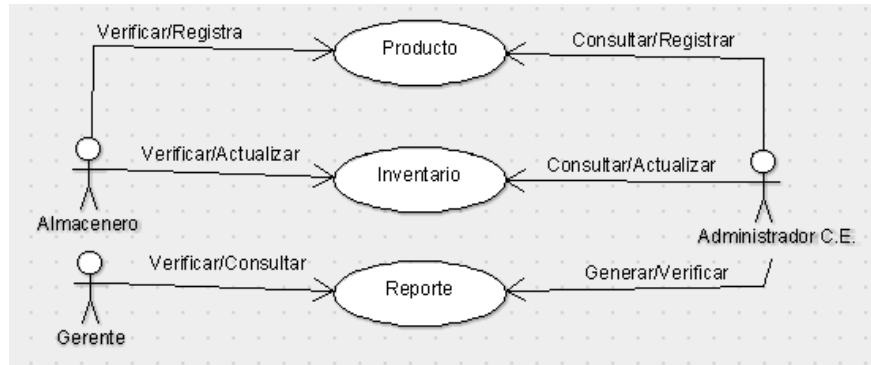 Verificar/Registra
Producto
Consultar/Registrar
Verificar/Actualizar
Inventario
Consultar/Actualizar
Almacenero
Administrador C.E.
Verificar/Consultar
Reporte
Generar/Verificar
Gerente